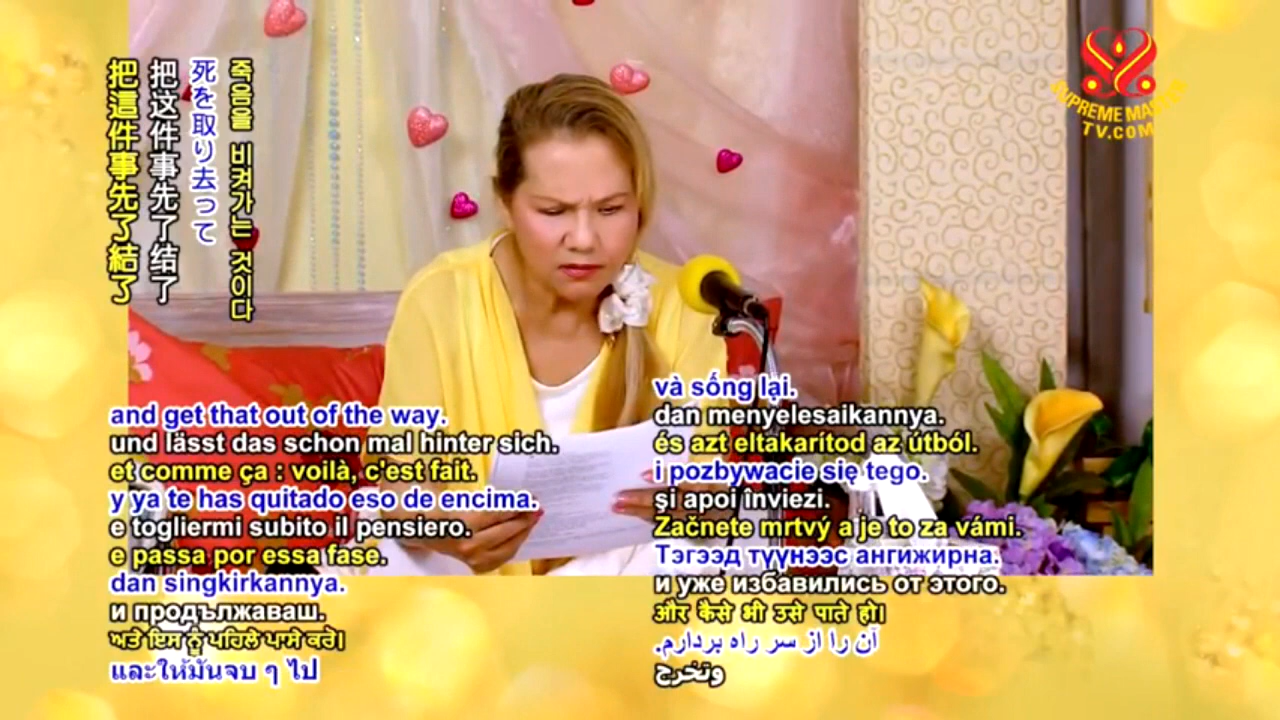 죽음을 비켜가는 것이다
死を取り去って
把这件事先了结了
把這件事先了結了
SUPREME MASTER
TV.COM
and get that out of the way.
und lässt das schon mal hinter sich.
et comme ça : voilà, c'est fait.
y ya te has quitado eso de encima.
e togliermi subito il pensiero.
e passa por essa fase.
dan singkirkannya.
и продължаваш.
ਅਤੇ ਇਸ ਨੂੰ ਪਹਿਲੇ ਪਾਸੇ ਕਰੋ।
และให้มันจบ ๆ ไป
và sống lại.
dan menyelesaikannya.
és azt eltakarítod az útból.
i pozbywacie się tego.
și apoi înviezi.
Začnete mrtvý a je to za vámi.
Тэгээд түүнээс ангижирна.
и уже избавились от этого.
और कैसे भी उसे पाते हो।
آن را از سر راه بردارم.
وتخرج